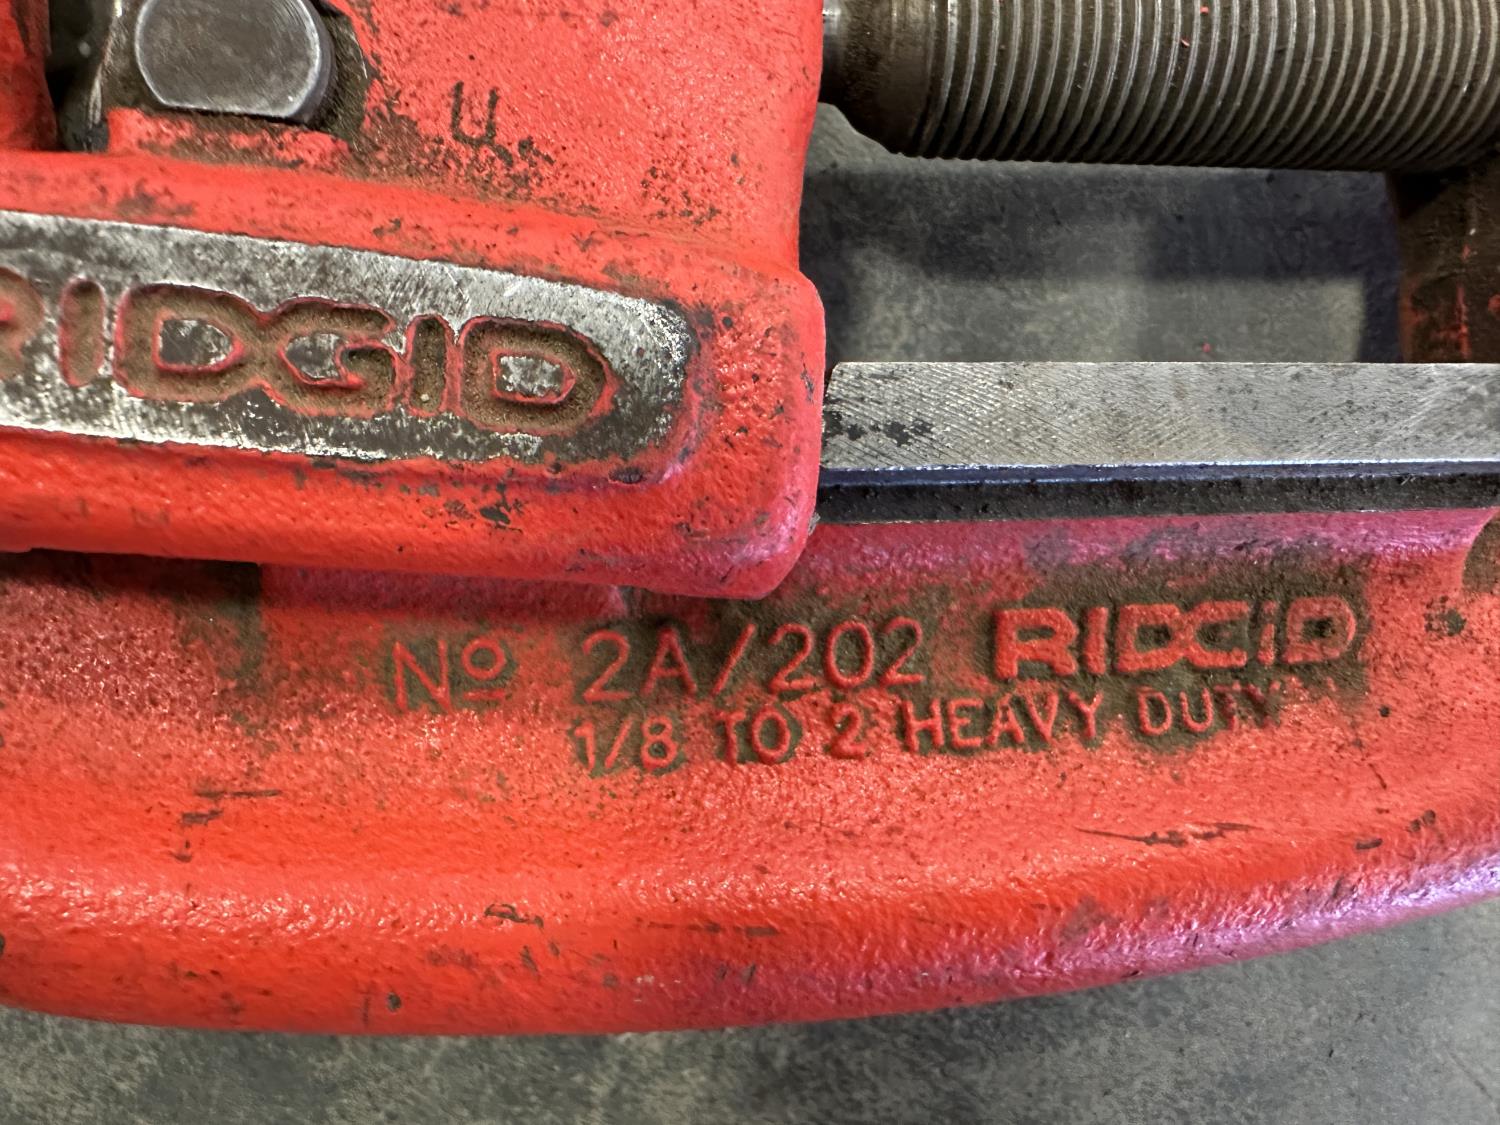 RIDGID
Nº 2A/202 RIDGID
1/8 TO 2 HEAVY DUTY